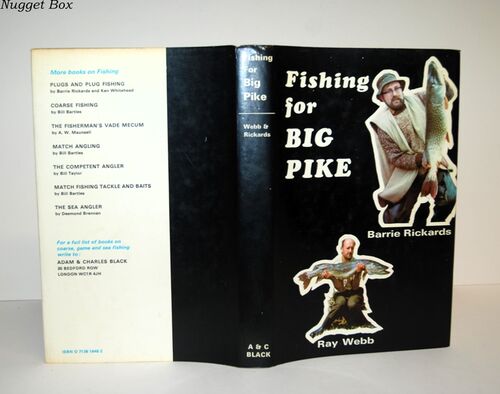 Nugget Box
More books on Fishing
PLUGS AND PLUG FISHING
by Barrie Rickards and Ken Whitehead
COARSE FISHING
by Bill Bartles
THE FISHERMAN'S VADE MECUM
by A. W. Maunsell
MATCH ANGLING
by Bill Bartles
THE COMPETENT ANGLER
by Bill Taylor
MATCH FISHING TACKLE AND BAITS
by Bill Bartles
THE SEA ANGLER
by Desmond Brennan
For a full list of books on
coarse, game and sea fishing
write to:
ADAM & CHARLES BLACK
35 BEDFORD ROW
LONDON WC1R 4JH
ISBN 0 7136
Fishing
for
Big
Pike
Webb &
Rickards
A & C
BLACK
Fishing
for
BIG
PIKE
Barrie Rickards
Ray Webb